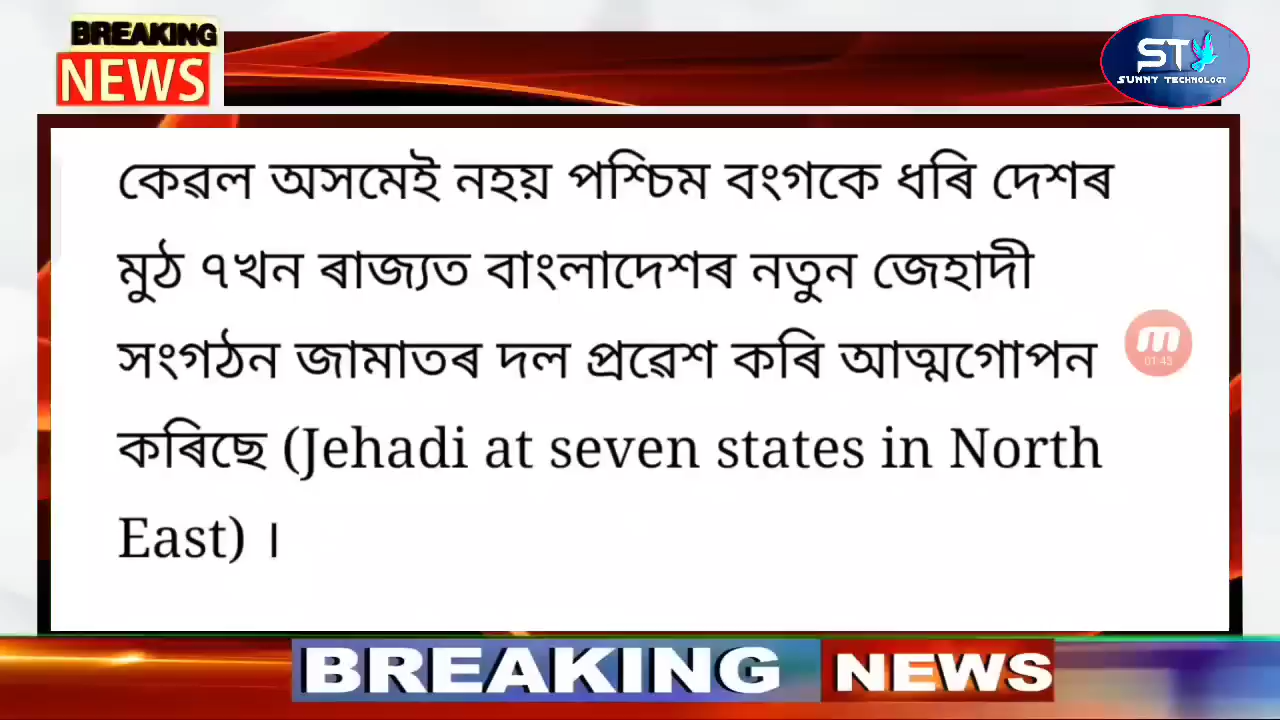 BREAKING
NEWS
ST
SUNNY TECHNOLOGY
কেৱল অসমেই নহয় পশ্চিম বংগকে ধৰি দেশৰ
মুঠ ৭খন ৰাজ্যত বাংলাদেশৰ নতুন জেহাদী
সংগঠন জামাতৰ দল প্ৰৱেশ কৰি আত্মগোপন
01:43
কৰিছে (Jehadi at seven states in North
East) ।
BREAKING NEWS